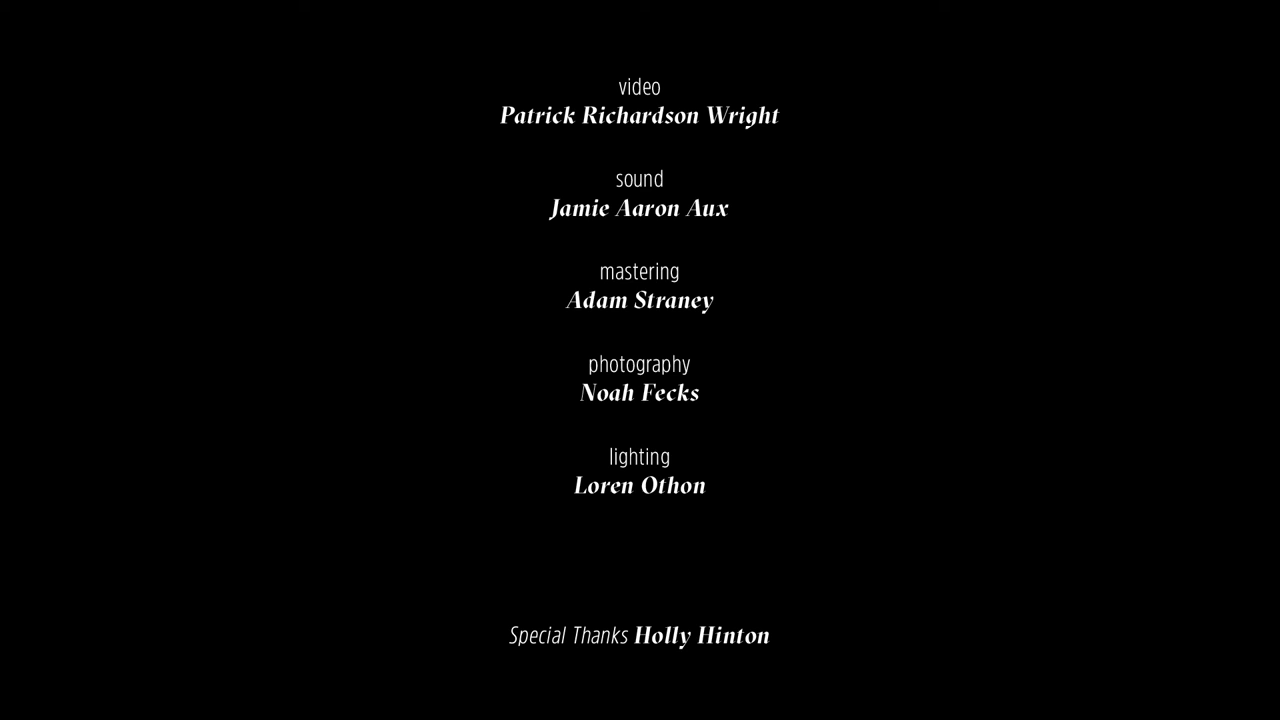 video
Patrick Richardson Wright
sound
Jamie Aaron Aux
mastering
Adam Straney
photography
Noah Fecks
lighting
Loren Othon
Special Thanks Holly Hinton